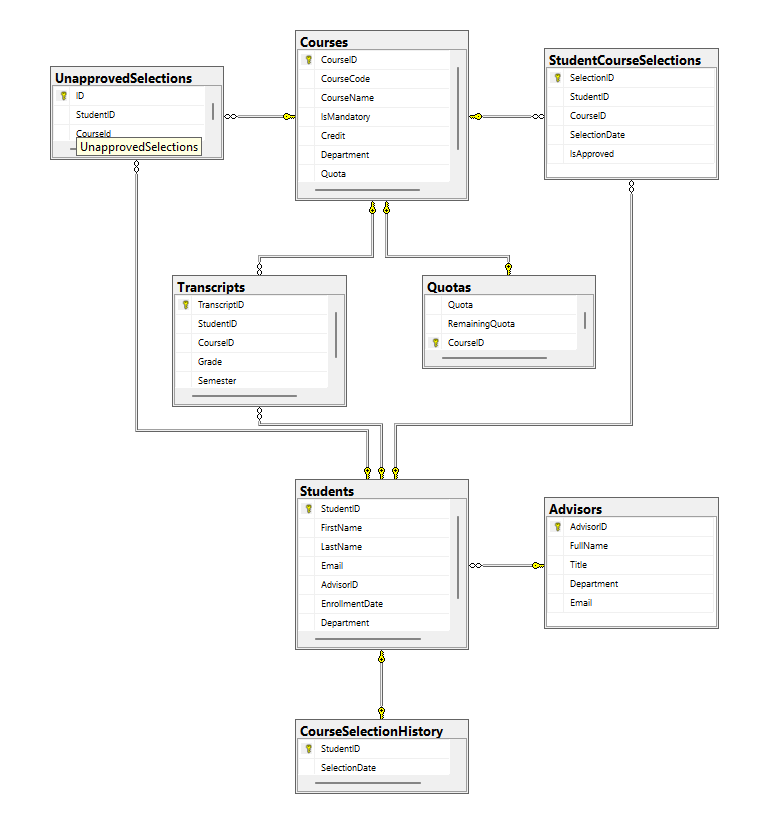 Courses
CourseID
CourseCode
CourseName
IsMandatory
Credit
Department
Quota
StudentCourseSelections
SelectionID
StudentID
CourseID
SelectionDate
IsApproved
UnapprovedSelections
ID
StudentID
CourseId
UnapprovedSelections
Transcripts
TranscriptID
StudentID
CourseID
Grade
Semester
Quotas
Quota
RemainingQuota
CourseID
Students
StudentID
FirstName
LastName
Email
AdvisorID
EnrollmentDate
Department
Advisors
AdvisorID
FullName
Title
Department
Email
CourseSelectionHistory
StudentID
SelectionDate